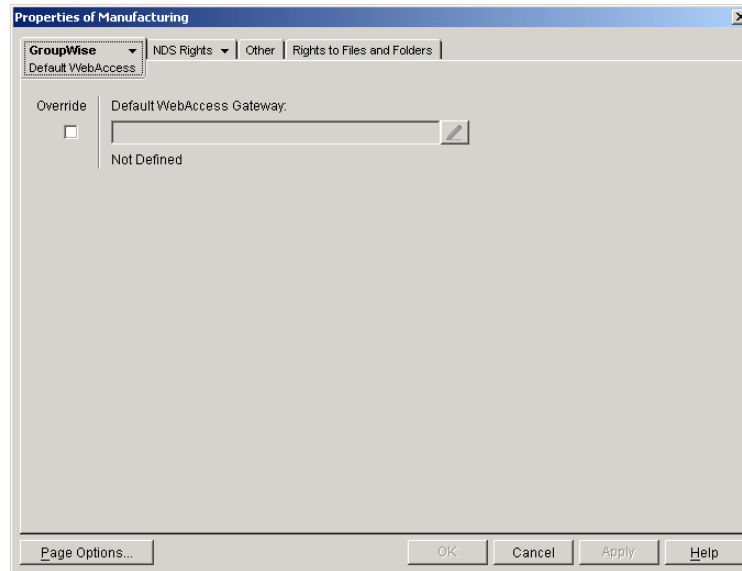 Properties of Manufacturing
GroupWise NDS Rights Other Rights to Files and Folders
Default WebAccess
Override Default WebAccess Gateway:
Not Defined
Page Options... OK Cancel Apply Help